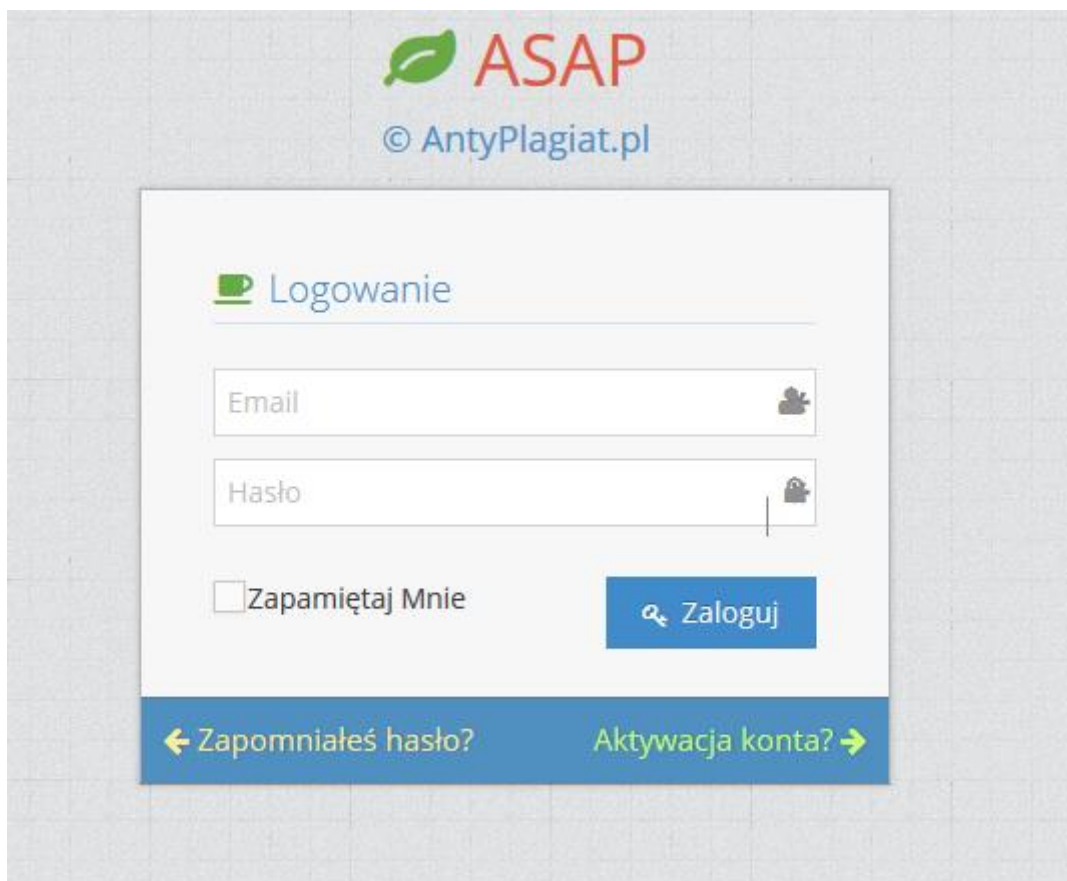 ASAP
© AntyPlagiat.pl
Logowanie
Email
Hasło
Zapamiętaj Mnie
Zaloguj
Zapomniałeś hasło? Aktywacja konta?